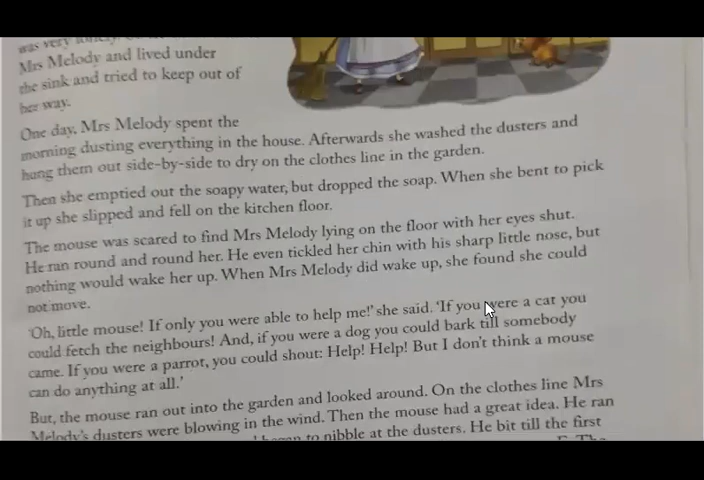 was very
Mrs Melody and lived under
the sink and tried to keep out of
her way.
One day, Mrs Melody spent the
morning dusting everything in the house. Afterwards she washed the dusters and
hung them out side-by-side to dry on the clothes line in the garden.
Then she emptied out the soapy water, but dropped the soap. When she bent to pick
it up she slipped and fell on the kitchen floor.
The mouse was scared to find Mrs Melody lying on the floor with her eyes shut.
He ran round and round her. He even tickled her chin with his sharp little nose, but
nothing would wake her up. When Mrs Melody did wake up, she found she could
not move.
'Oh, little mouse! If only you were able to help me!' she said. 'If you were a cat you
could fetch the neighbours! And, if you were a dog you could bark till somebody
came. If you were a parrot, you could shout: Help! Help! But I don't think a mouse
can do anything at all.'
But, the mouse ran out into the garden and looked around. On the clothes line Mrs
Melody's dusters were blowing in the wind. Then the mouse had a great idea. He ran
to nibble at the dusters. He bit till the first
The